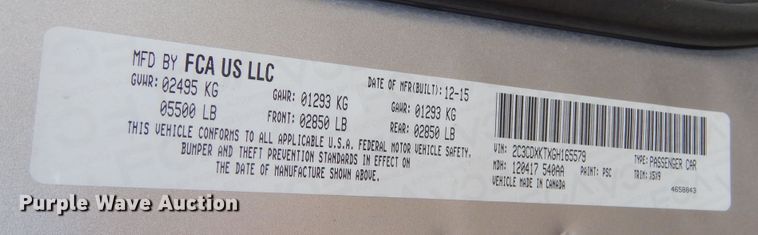 MFD BY FCA US LLC
DATE OF MFR(BUILT): 12-15
GVWR: 02495 KG
GAWR: 01293 KG
GAWR: 01293 KG
05500 LB
FRONT: 02850 LB
REAR: 02850 LB
THIS VEHICLE CONFORMS TO ALL APPLICABLE U.S.A. FEDERAL MOTOR VEHICLE SAFETY,
BUMPER AND THEFT PREVENTION STANDARDS IN EFFECT ON
THE DATE OF MANUFACTURE SHOWN ABOVE.
VIN: 2C3CDXKTXGH165579
TYPE: PASSENGER CAR
MDH: 120417 540AA
PAINT: PSC
TRIM: X5X9
VEHICLE MADE IN CANADA
4658843
Purple Wave Auction